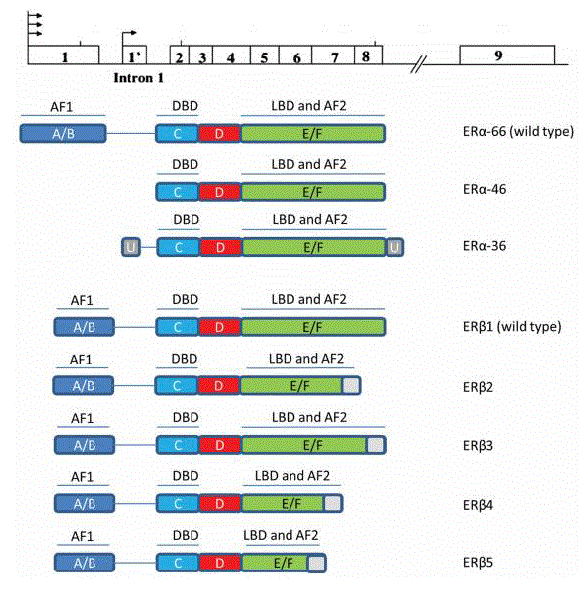 1 1' 2 3 4 5 6 7 8 9
Intron 1
AF1 DBD LBD and AF2
A/B C D E/F ERα-66 (wild type)
DBD LBD and AF2
C D E/F ERα-46
DBD LBD and AF2
U C D E/F U ERα-36
AF1 DBD LBD and AF2
A/B C D E/F ERβ1 (wild type)
AF1 DBD LBD and AF2
A/B C D E/F ERβ2
AF1 DBD LBD and AF2
A/B C D E/F ERβ3
AF1 DBD LBD and AF2
A/B C D E/F ERβ4
AF1 DBD LBD and AF2
A/B C D E/F ERβ5